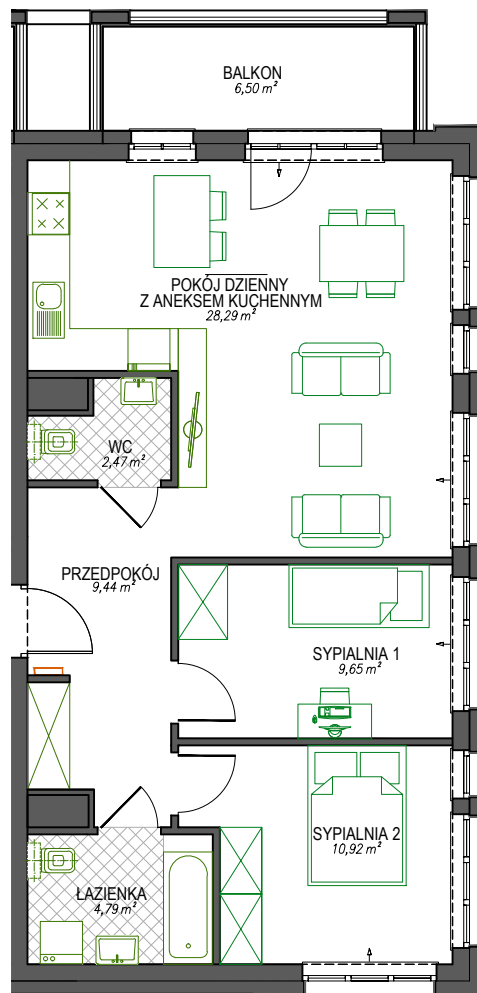 BALKON
6,50 m²
POKÓJ DZIENNY
Z ANEKSEM KUCHENNYM
28,29 m²
WC
2,47 m²
PRZEDPOKÓJ
9,44 m²
SYPIALNIA 1
9,65 m²
SYPIALNIA 2
10,92 m²
ŁAZIENKA
4,79 m²